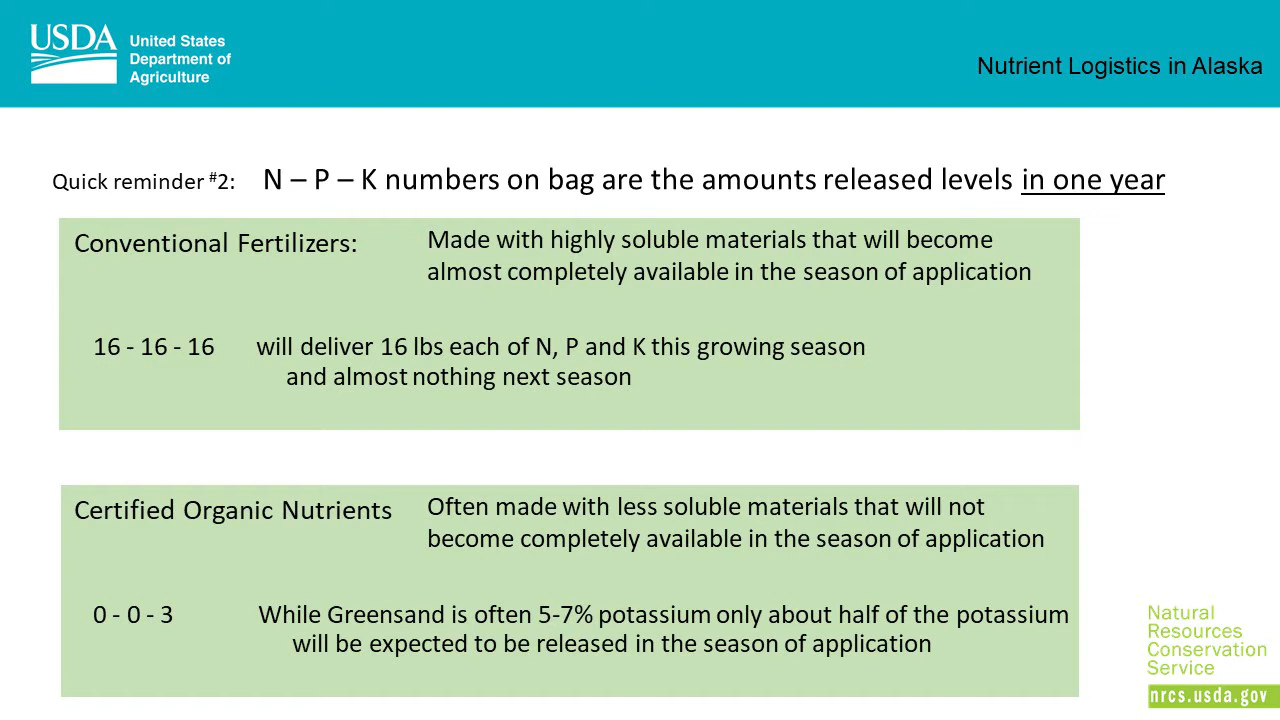 USDA
United States
Department of
Agriculture
Nutrient Logistics in Alaska
Quick reminder #2: N – P – K numbers on bag are the amounts released levels in one year
Conventional Fertilizers: Made with highly soluble materials that will become
almost completely available in the season of application
16 - 16 - 16 will deliver 16 lbs each of N, P and K this growing season
and almost nothing next season
Certified Organic Nutrients Often made with less soluble materials that will not
become completely available in the season of application
0 - 0 - 3 While Greensand is often 5-7% potassium only about half of the potassium
will be expected to be released in the season of application
Natural
Resources
Conservation
Service
nrcs.usda.gov